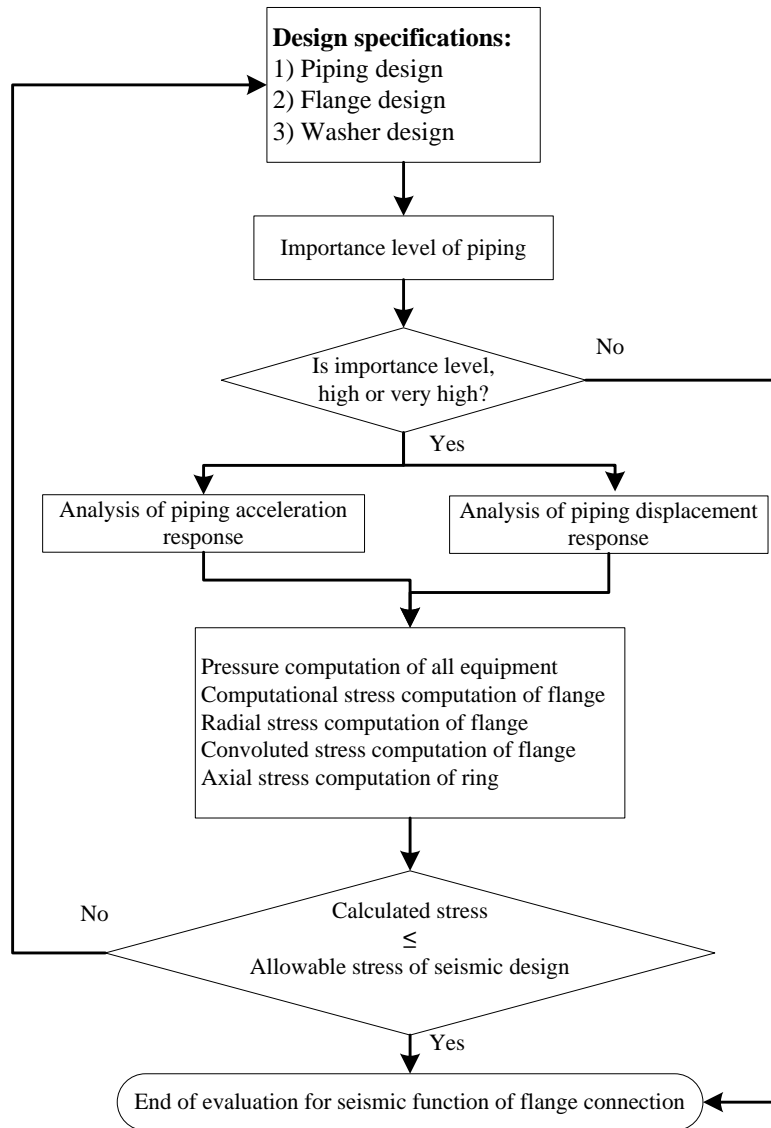 Design specifications:
1) Piping design
2) Flange design
3) Washer design
Importance level of piping
Is importance level,
high or very high?
No
Yes
Analysis of piping acceleration
response
Analysis of piping displacement
response
Pressure computation of all equipment
Computational stress computation of flange
Radial stress computation of flange
Convoluted stress computation of flange
Axial stress computation of ring
No
Calculated stress
≤
Allowable stress of seismic design
Yes
End of evaluation for seismic function of flange connection